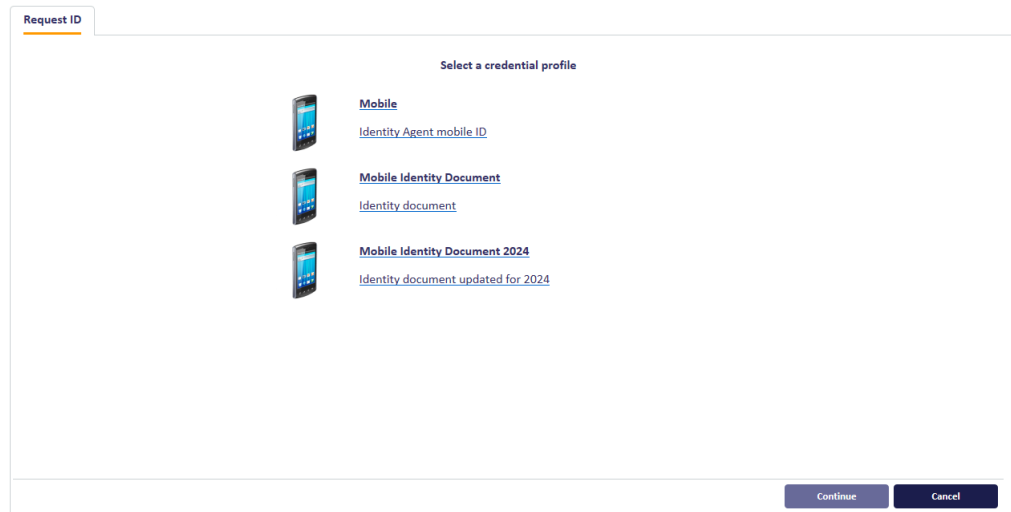 Request ID
Select a credential profile
Mobile
Identity Agent mobile ID
Mobile Identity Document
Identity document
Mobile Identity Document 2024
Identity document updated for 2024
Continue
Cancel